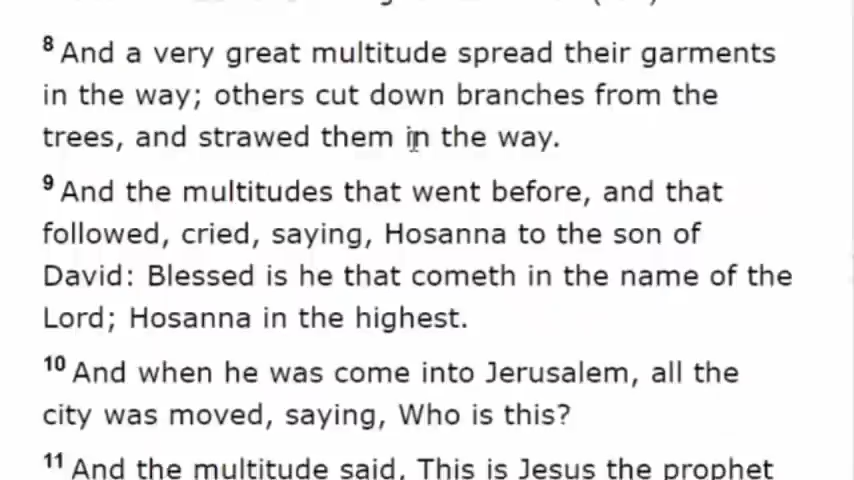 8 And a very great multitude spread their garments
in the way; others cut down branches from the
trees, and strawed them in the way.
9 And the multitudes that went before, and that
followed, cried, saying, Hosanna to the son of
David: Blessed is he that cometh in the name of the
Lord; Hosanna in the highest.
10 And when he was come into Jerusalem, all the
city was moved, saying, Who is this?
11 And the multitude said, This is Jesus the prophet